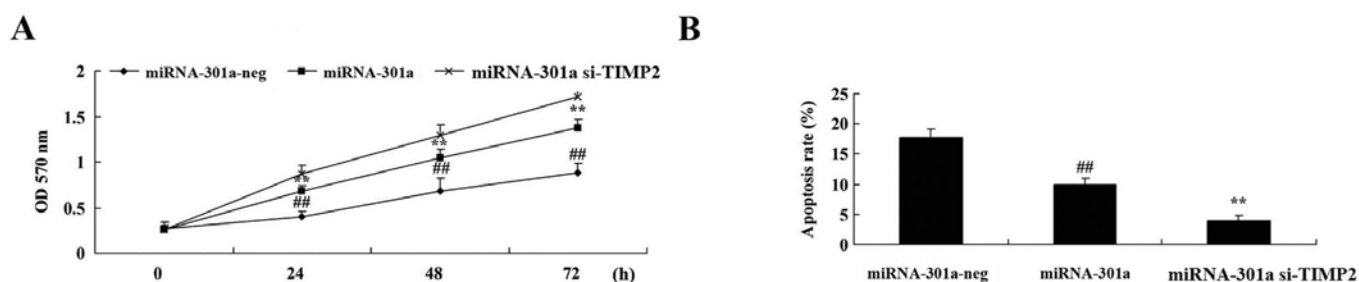 A
miRNA-301a-neg miRNA-301a miRNA-301a si-TIMP2
2
1.5
1
0.5
0
OD 570 nm
**
**
**
##
##
##
0 24 48 72 (h)
B
25
20
15
10
5
0
Apoptosis rate (%)
##
**
miRNA-301a-neg miRNA-301a miRNA-301a si-TIMP2